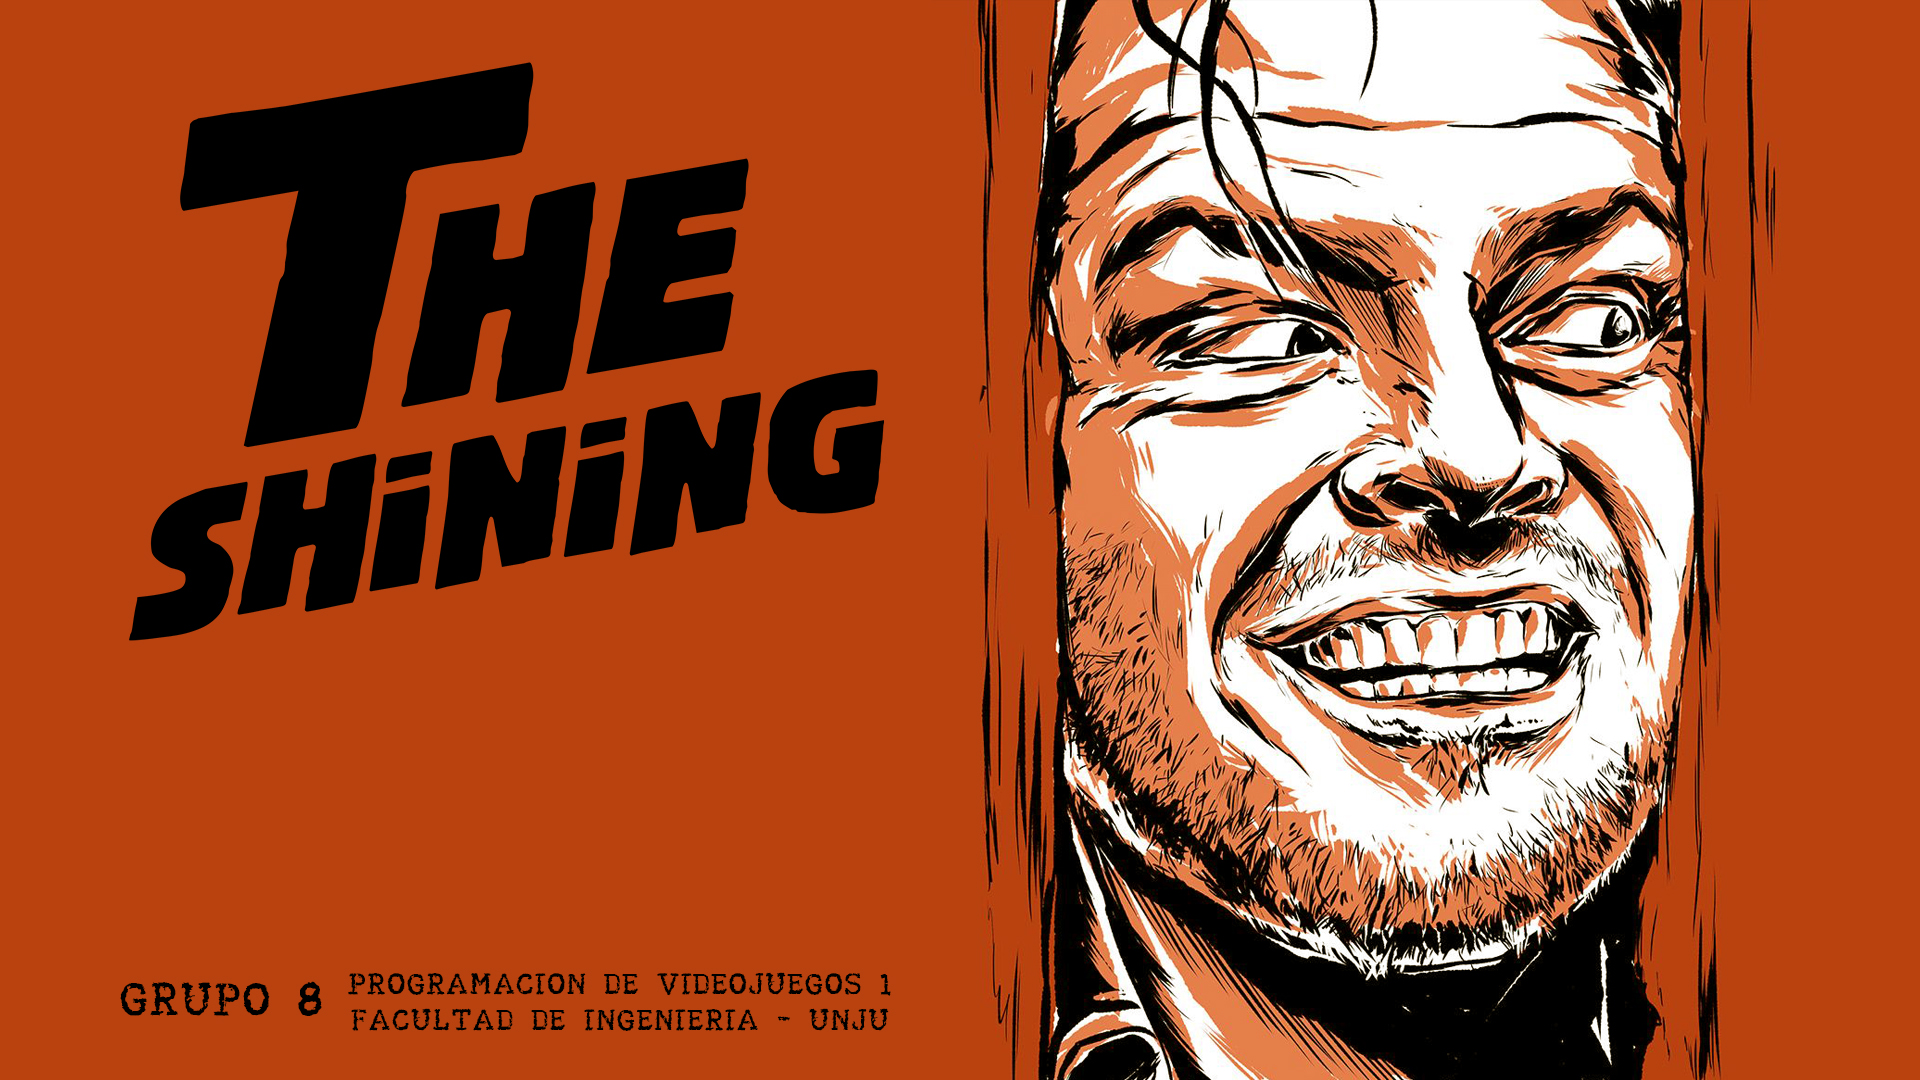 THE
SHiNiNG
GRUPO 8
PROGRAMACION DE VIDEOJUEGOS 1
FACULTAD DE INGENIERIA - UNJU